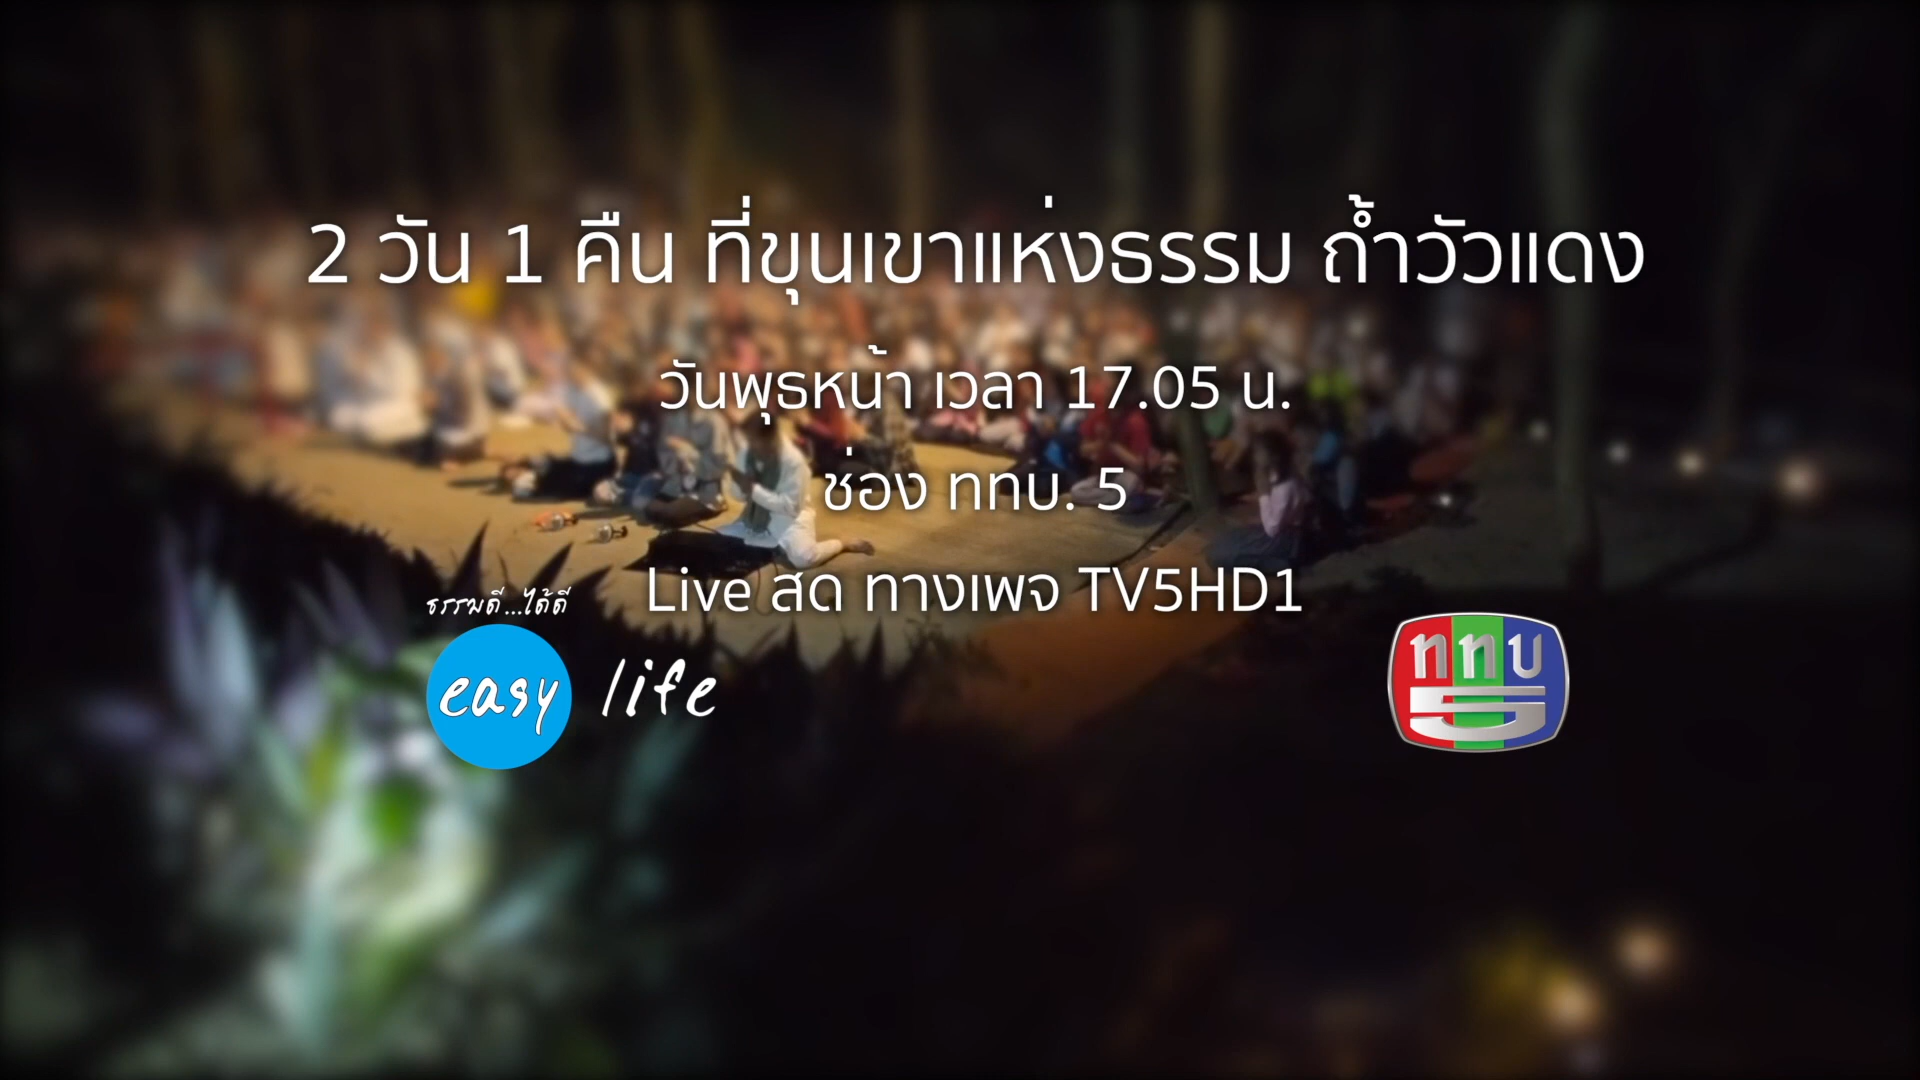 2 วัน 1 คืน ที่ขุนเขาแห่งธรรม ถ้ำวัวแดง
วันพุธหน้า เวลา 17.05 น.
ช่อง ททบ. 5
Live สด ทางเพจ TV5HD1
ธรรมดี...ได้ดี
easy life
ททบ
5